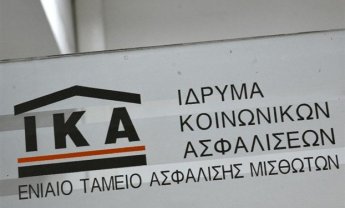 ΙΚΑ
ΙΔΡΥΜΑ
ΚΟΙΝΩΝΙΚΩΝ
ΑΣΦΑΛΙΣΕΩΝ
ΕΝΙΑΙΟ ΤΑΜΕΙΟ ΑΣΦΑΛΙΣΗΣ ΜΙΣΘΩΤΩΝ